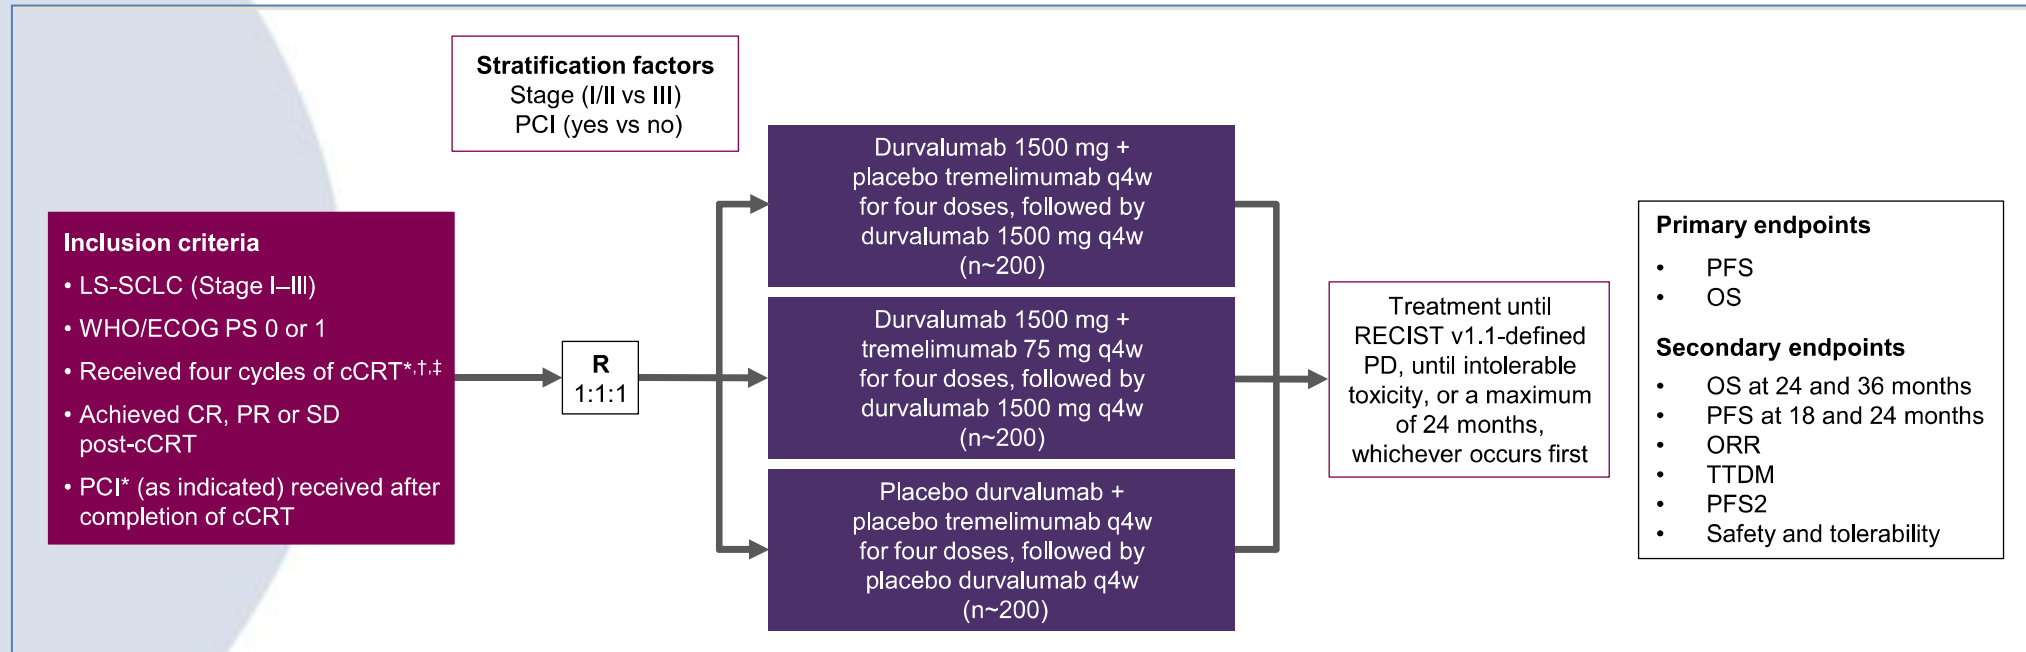 Stratification factors
Stage (I/II vs III)
PCI (yes vs no)
Inclusion criteria
• LS-SCLC (Stage I–III)
• WHO/ECOG PS 0 or 1
• Received four cycles of cCRT*,†,‡
• Achieved CR, PR or SD
post-cCRT
• PCI* (as indicated) received after
completion of cCRT
R
1:1:1
Durvalumab 1500 mg +
placebo tremelimumab q4w
for four doses, followed by
durvalumab 1500 mg q4w
(n~200)
Durvalumab 1500 mg +
tremelimumab 75 mg q4w
for four doses, followed by
durvalumab 1500 mg q4w
(n~200)
Placebo durvalumab +
placebo tremelimumab q4w
for four doses, followed by
placebo durvalumab q4w
(n~200)
Treatment until
RECIST v1.1-defined
PD, until intolerable
toxicity, or a maximum
of 24 months,
whichever occurs first
Primary endpoints
• PFS
• OS
Secondary endpoints
• OS at 24 and 36 months
• PFS at 18 and 24 months
• ORR
• TTDM
• PFS2
• Safety and tolerability